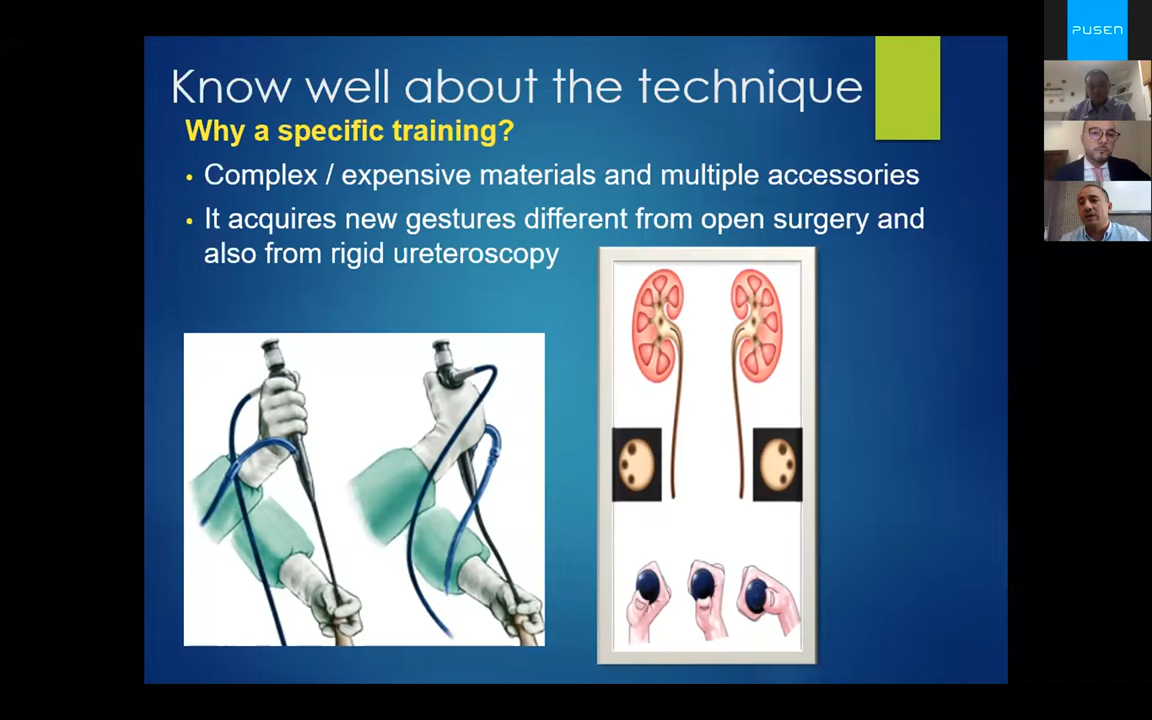 PUSEN
Know well about the technique
Why a specific training?
• Complex / expensive materials and multiple accessories
• It acquires new gestures different from open surgery and
also from rigid ureteroscopy